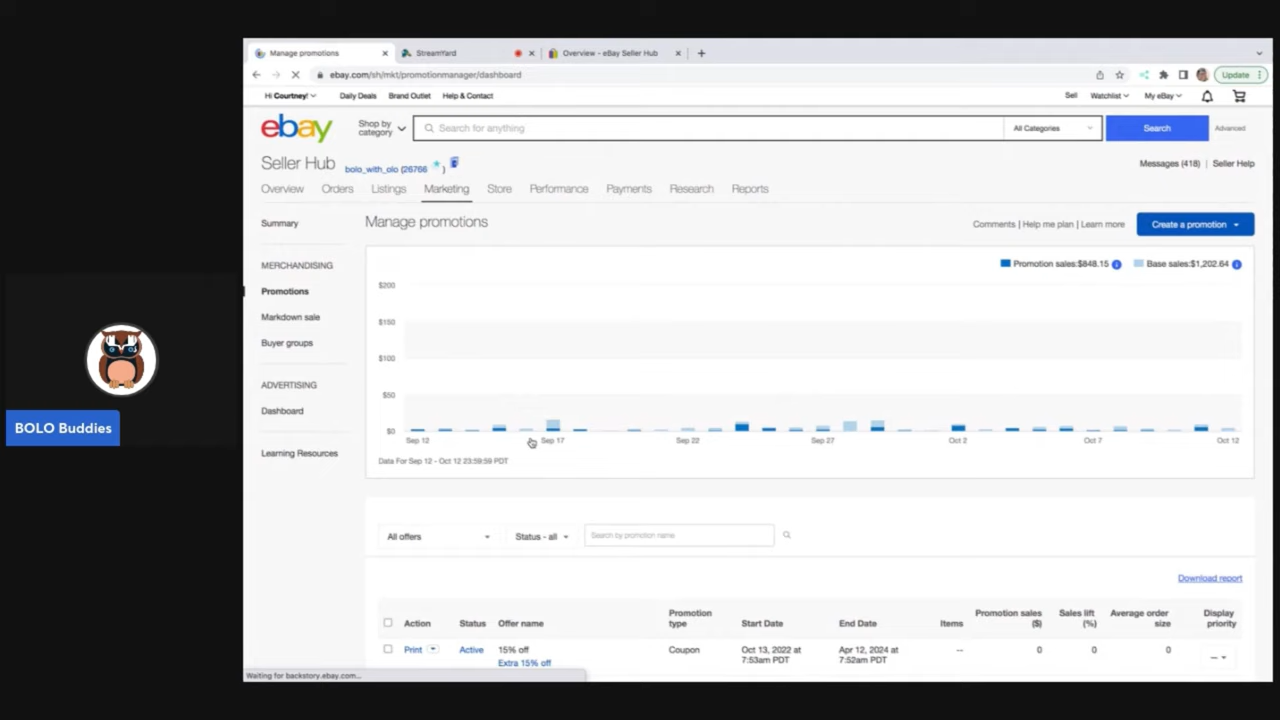 Manage promotions
StreamYard
Overview - eBay Seller Hub
ebay.com/sh/mkt/promotionmanager/dashboard
Update
Hi Courtney!
Daily Deals
Brand Outlet
Help & Contact
Sell
Watchlist
My eBay
ebay
Shop by category
Search for anything
All Categories
Search
Advanced
Seller Hub
bolo_with_olo (26766 )
Messages (418) | Seller Help
Overview
Orders
Listings
Marketing
Store
Performance
Payments
Research
Reports
Summary
MERCHANDISING
Promotions
Markdown sale
Buyer groups
ADVERTISING
Dashboard
Learning Resources
Manage promotions
Comments | Help me plan | Learn more
Create a promotion
Promotion sales:$848.15
Base sales:$1,202.64
$200
$150
$100
$50
$0
Sep 12
Sep 17
Sep 22
Sep 27
Oct 2
Oct 7
Oct 12
Data For Sep 12 - Oct 12 23:59:59 PDT
All offers
Status - all
Search by promotion name
Download report
Action
Status
Offer name
Promotion type
Start Date
End Date
Items
Promotion sales ($)
Sales lift (%)
Average order size
Display priority
Print
Active
15% off
Extra 15% off
Coupon
Oct 13, 2022 at 7:53am PDT
Apr 12, 2024 at 7:52am PDT
--
0
0
0
--
Waiting for backstory.ebay.com...
BOLO Buddies